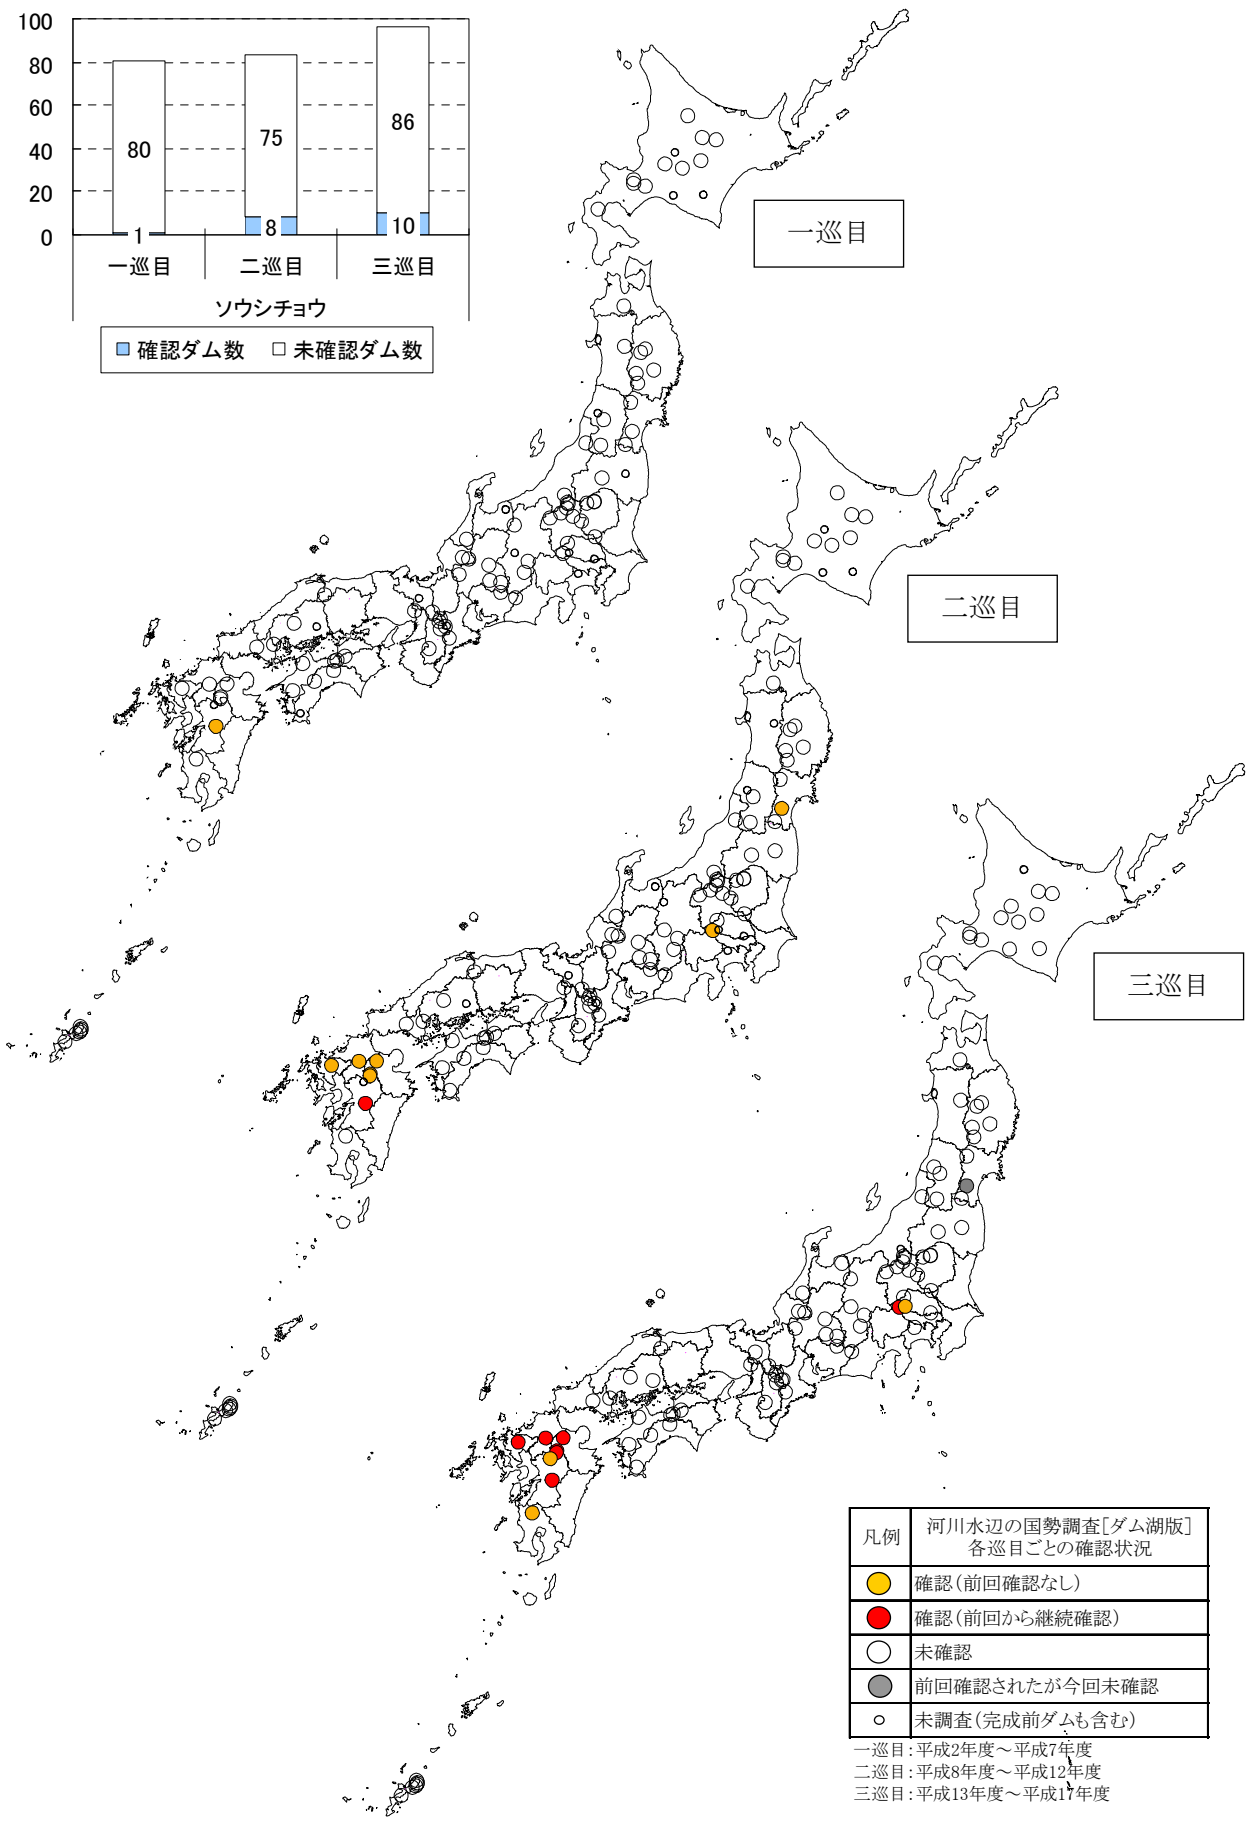 100
80
60
40
20
0
80
75
86
1
8
10
一巡目
二巡目
三巡目
ソウシチョウ
確認ダム数
未確認ダム数
一巡目
二巡目
三巡目
凡例
河川水辺の国勢調査[ダム湖版]
各巡目ごとの確認状況
確認(前回確認なし)
確認(前回から継続確認)
未確認
前回確認されたが今回未確認
未調査(完成前ダムも含む)
一巡目:平成2年度~平成7年度
二巡目:平成8年度~平成12年度
三巡目:平成13年度~平成17年度